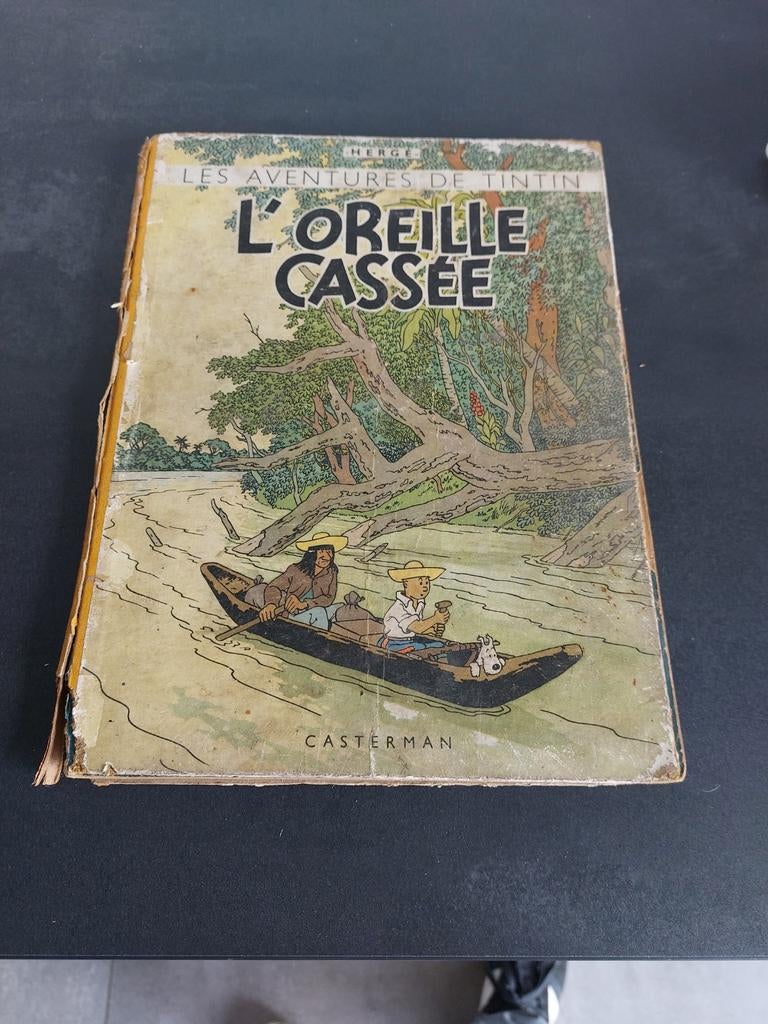 HERGÉ
LES AVENTURES DE TINTIN
L'OREILLE
CASSÉE
CASTERMAN